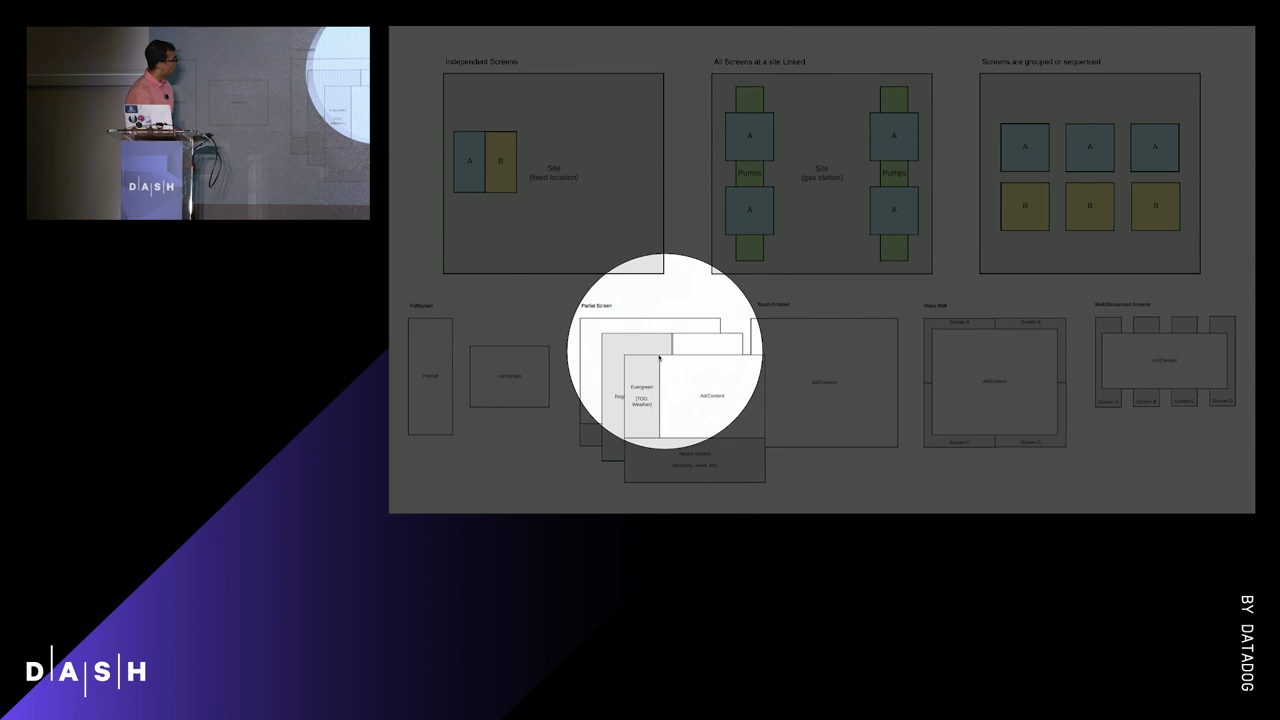 Independent Screens
All Screens at a site Linked
Screens are grouped or sequenced
A
B
Site
(fixed location)
A
A
Pumps
Site
(gas station)
Pumps
A
A
A
A
A
B
B
B
FullScreen
Partial Screen
Touch Enabled
Video Wall
Multi/Sequenced Screens
Portrait
Landscape
Evergreen
(TOD,
Weather)
Ad/Content
Ad/Content
Screen A
Screen B
Ad/Content
Screen C
Screen D
Ad/Content
Screen A
Screen B
Screen C
Screen D
DASH
DASH
BY DATADOG